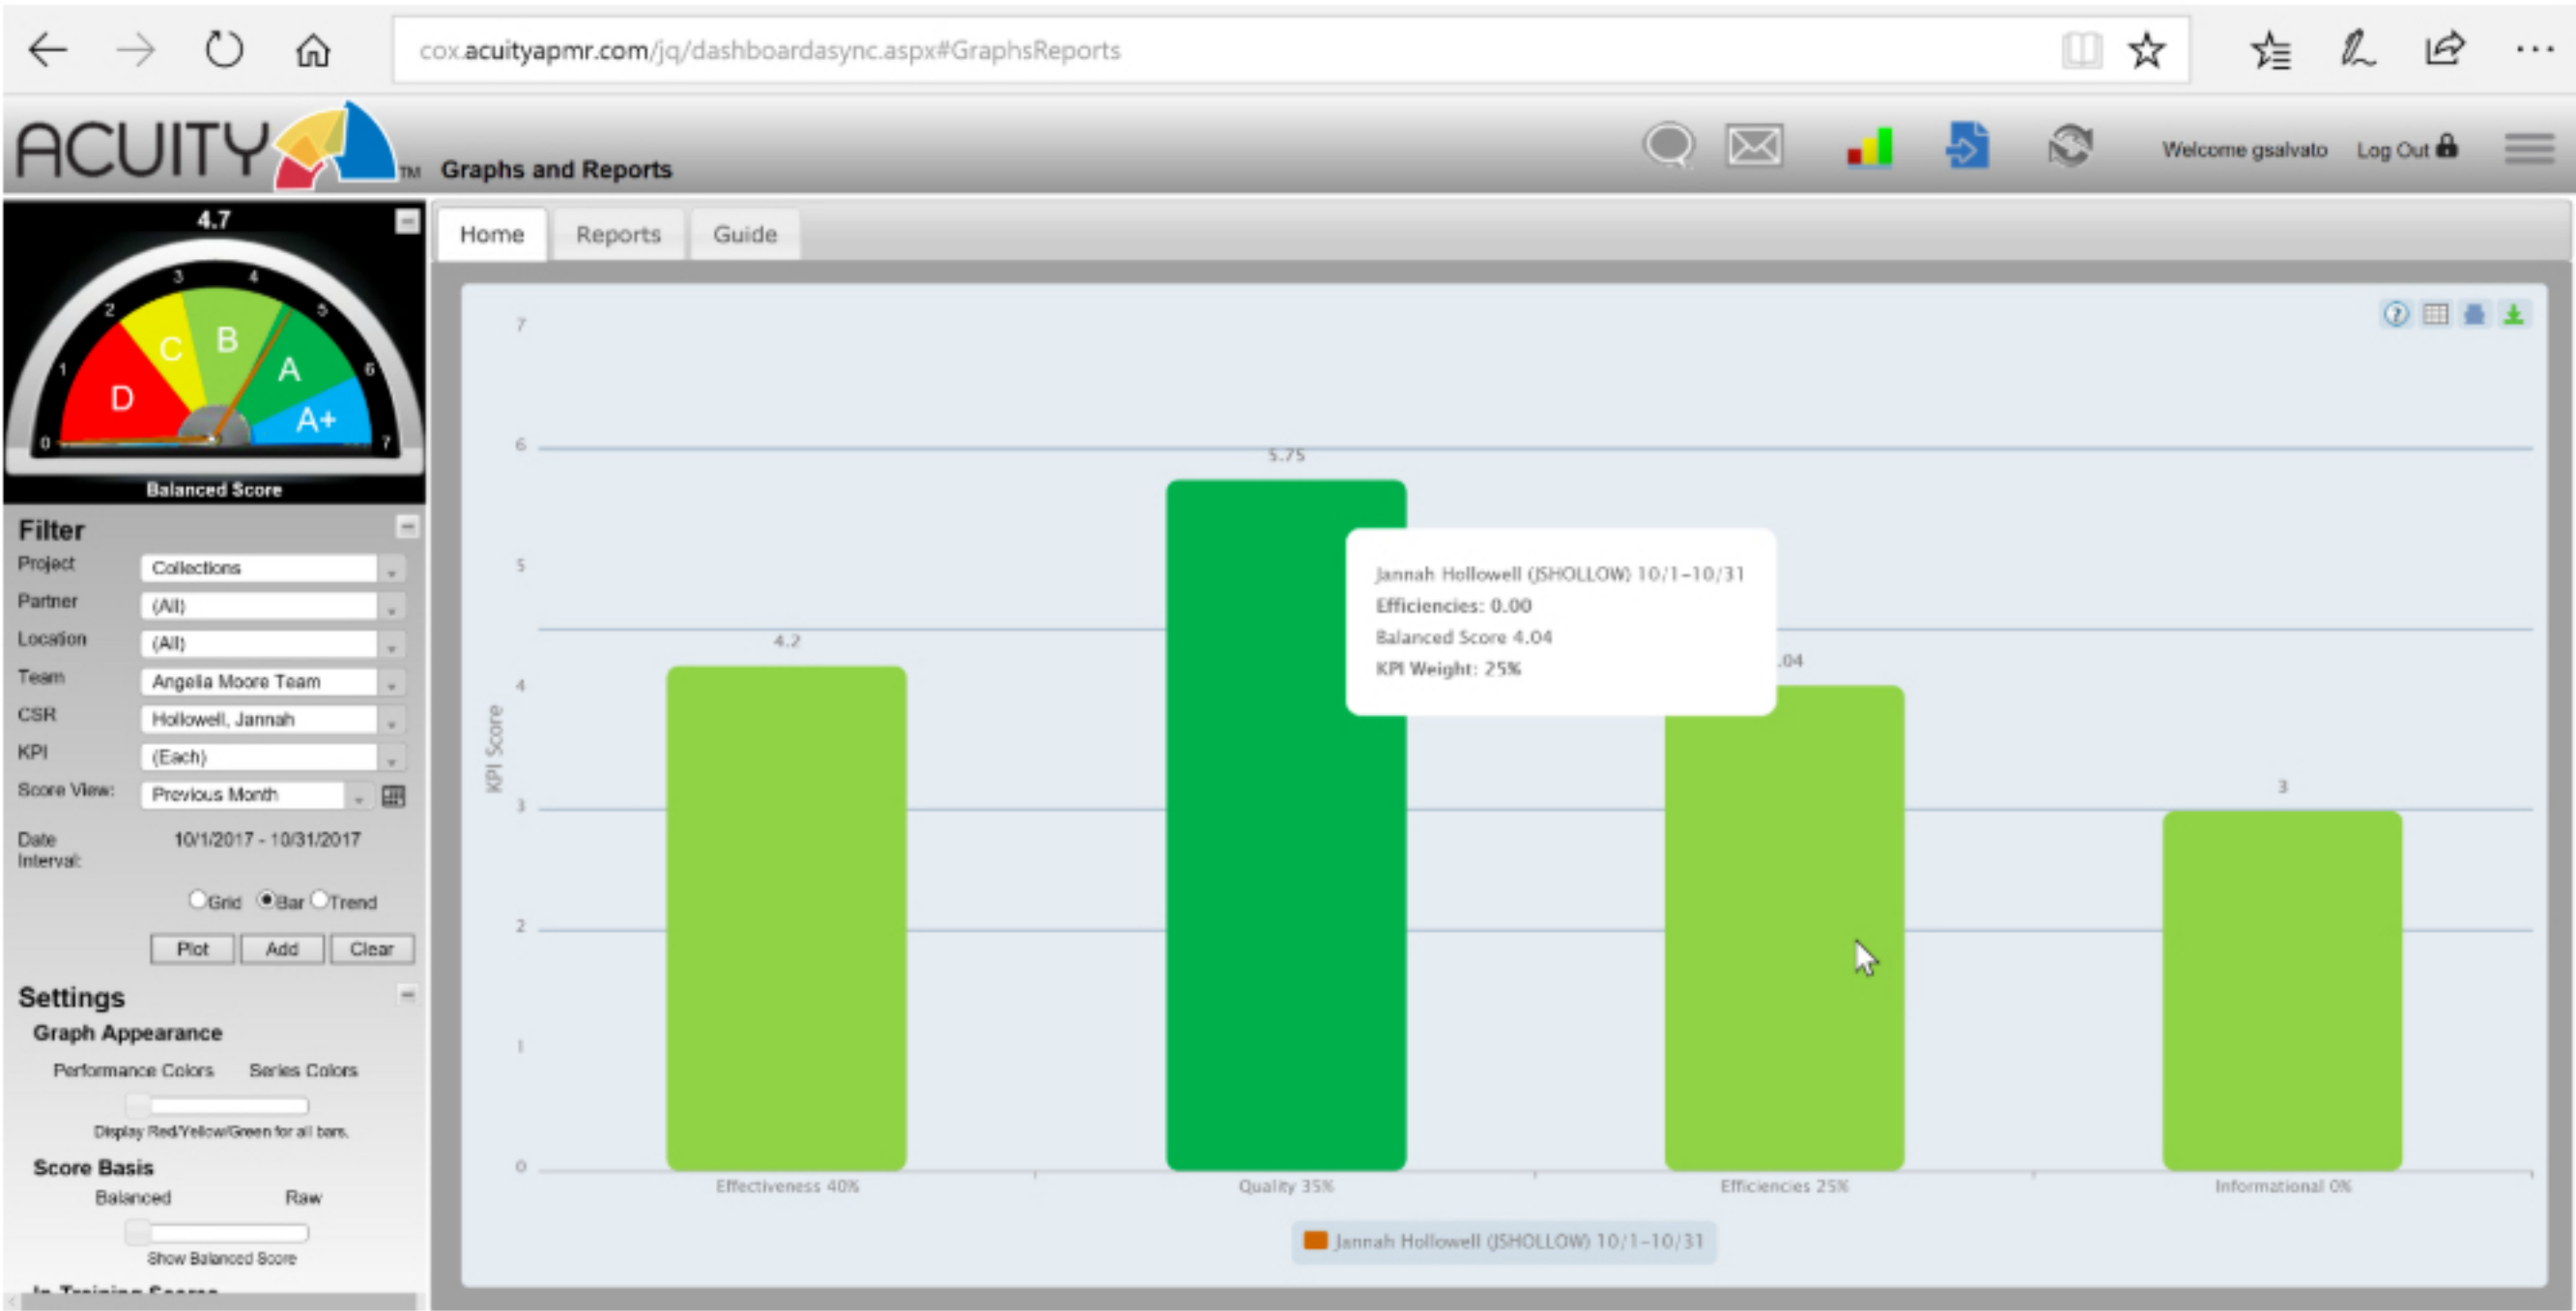 cox.acuityapmr.com/jq/dashboardasync.aspx#GraphsReports
ACUITY TM Graphs and Reports
Welcome gsalvato Log Out
4.7
0 1 2 3 4 5 6 7
D C B A A+
Balanced Score
Filter
Project Collections
Partner (All)
Location (All)
Team Angelia Moore Team
CSR Hollowell, Jannah
KPI (Each)
Score View: Previous Month
Date Interval: 10/1/2017 - 10/31/2017
Grid Bar Trend
Plot Add Clear
Settings
Graph Appearance
Performance Colors Series Colors
Display Red/Yellow/Green for all bars.
Score Basis
Balanced Raw
Show Balanced Score
In-Training Scores
Home Reports Guide
7
6
5
4
3
2
1
0
KPI Score
4.2
5.75
.04
3
Jannah Hollowell (JSHOLLOW) 10/1-10/31
Efficiencies: 0.00
Balanced Score 4.04
KPI Weight: 25%
Effectiveness 40% Quality 35% Efficiencies 25% Informational 0%
Jannah Hollowell (JSHOLLOW) 10/1-10/31